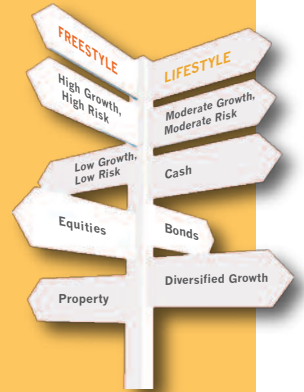 FREESTYLE
LIFESTYLE
High Growth,
High Risk
Moderate Growth,
Moderate Risk
Low Growth,
Low Risk
Cash
Equities
Bonds
Diversified Growth
Property